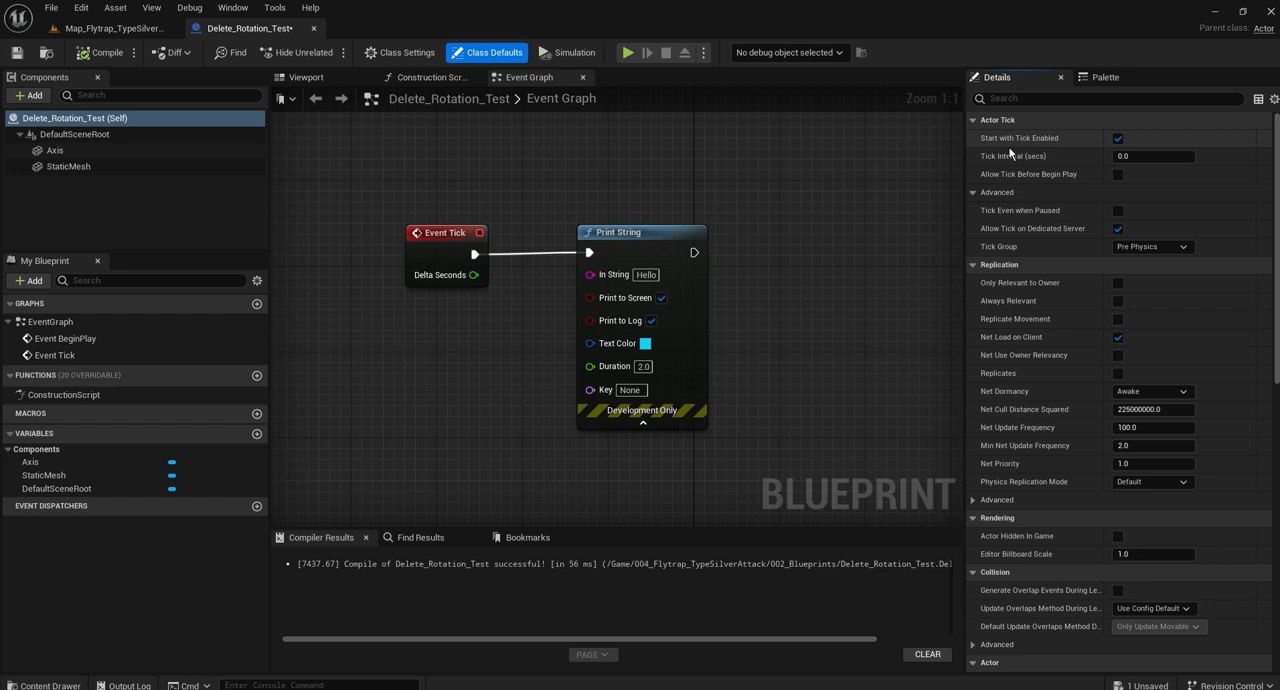 File Edit Asset View Debug Window Tools Help
Map_Flytrap_TypeSilver... Delete_Rotation_Test*
Parent class: Actor
Compile Diff Find Hide Unrelated Class Settings Class Defaults Simulation No debug object selected
Components
Add Search
Delete_Rotation_Test (Self)
DefaultSceneRoot
Axis
StaticMesh
My Blueprint
Add Search
GRAPHS
EventGraph
Event BeginPlay
Event Tick
FUNCTIONS (20 OVERRIDABLE)
ConstructionScript
MACROS
VARIABLES
Components
Axis
StaticMesh
DefaultSceneRoot
EVENT DISPATCHERS
Viewport Construction Scr... Event Graph
Delete_Rotation_Test > Event Graph Zoom 1:1
Event Tick
Delta Seconds
Print String
In String Hello
Print to Screen
Print to Log
Text Color
Duration 2.0
Key None
Development Only
BLUEPRINT
Compiler Results Find Results Bookmarks
[7437.67] Compile of Delete_Rotation_Test successful! [in 56 ms] (/Game/004_Flytrap_TypeSilverAttack/002_Blueprints/Delete_Rotation_Test.Del
PAGE CLEAR
Details Palette
Search
Actor Tick
Start with Tick Enabled
Tick Interval (secs) 0.0
Allow Tick Before Begin Play
Advanced
Tick Even when Paused
Allow Tick on Dedicated Server
Tick Group Pre Physics
Replication
Only Relevant to Owner
Always Relevant
Replicate Movement
Net Load on Client
Net Use Owner Relevancy
Replicates
Net Dormancy Awake
Net Cull Distance Squared 225000000.0
Net Update Frequency 100.0
Min Net Update Frequency 2.0
Net Priority 1.0
Physics Replication Mode Default
Advanced
Rendering
Actor Hidden In Game
Editor Billboard Scale 1.0
Collision
Generate Overlap Events During Le...
Update Overlaps Method During Le... Use Config Default
Default Update Overlaps Method D... Only Update Movable
Advanced
Actor
Content Drawer Output Log Cmd Enter Console Command 1 Unsaved Revision Control